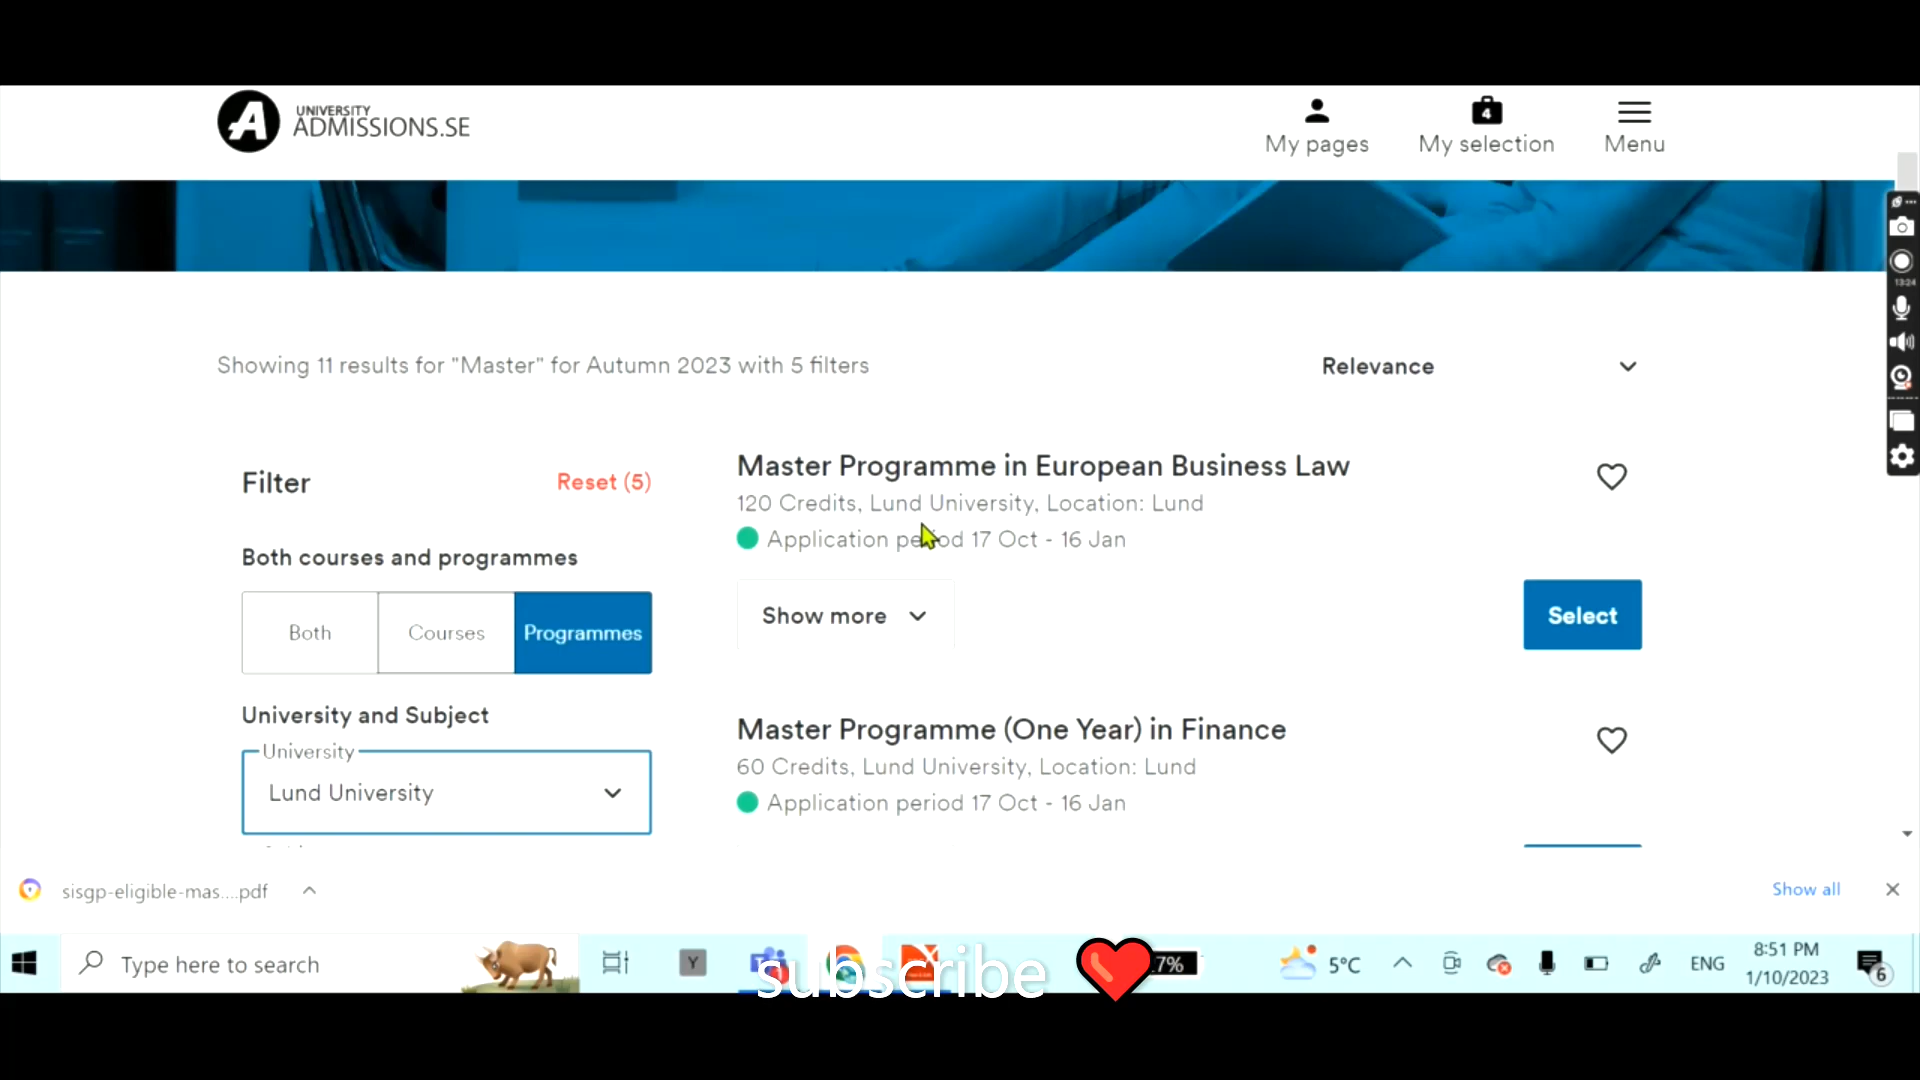 UNIVERSITY
ADMISSIONS.SE
My pages
4
My selection
Menu
13:24
Showing 11 results for "Master" for Autumn 2023 with 5 filters
Relevance
Filter
Reset (5)
Both courses and programmes
Both
Courses
Programmes
University and Subject
University
Lund University
Master Programme in European Business Law
120 Credits, Lund University, Location: Lund
Application period 17 Oct - 16 Jan
Show more
Select
Master Programme (One Year) in Finance
60 Credits, Lund University, Location: Lund
Application period 17 Oct - 16 Jan
sisgp-eligible-mas....pdf
Show all
Type here to search
Y
subscribe
7%
5°C
ENG
8:51 PM
1/10/2023
6